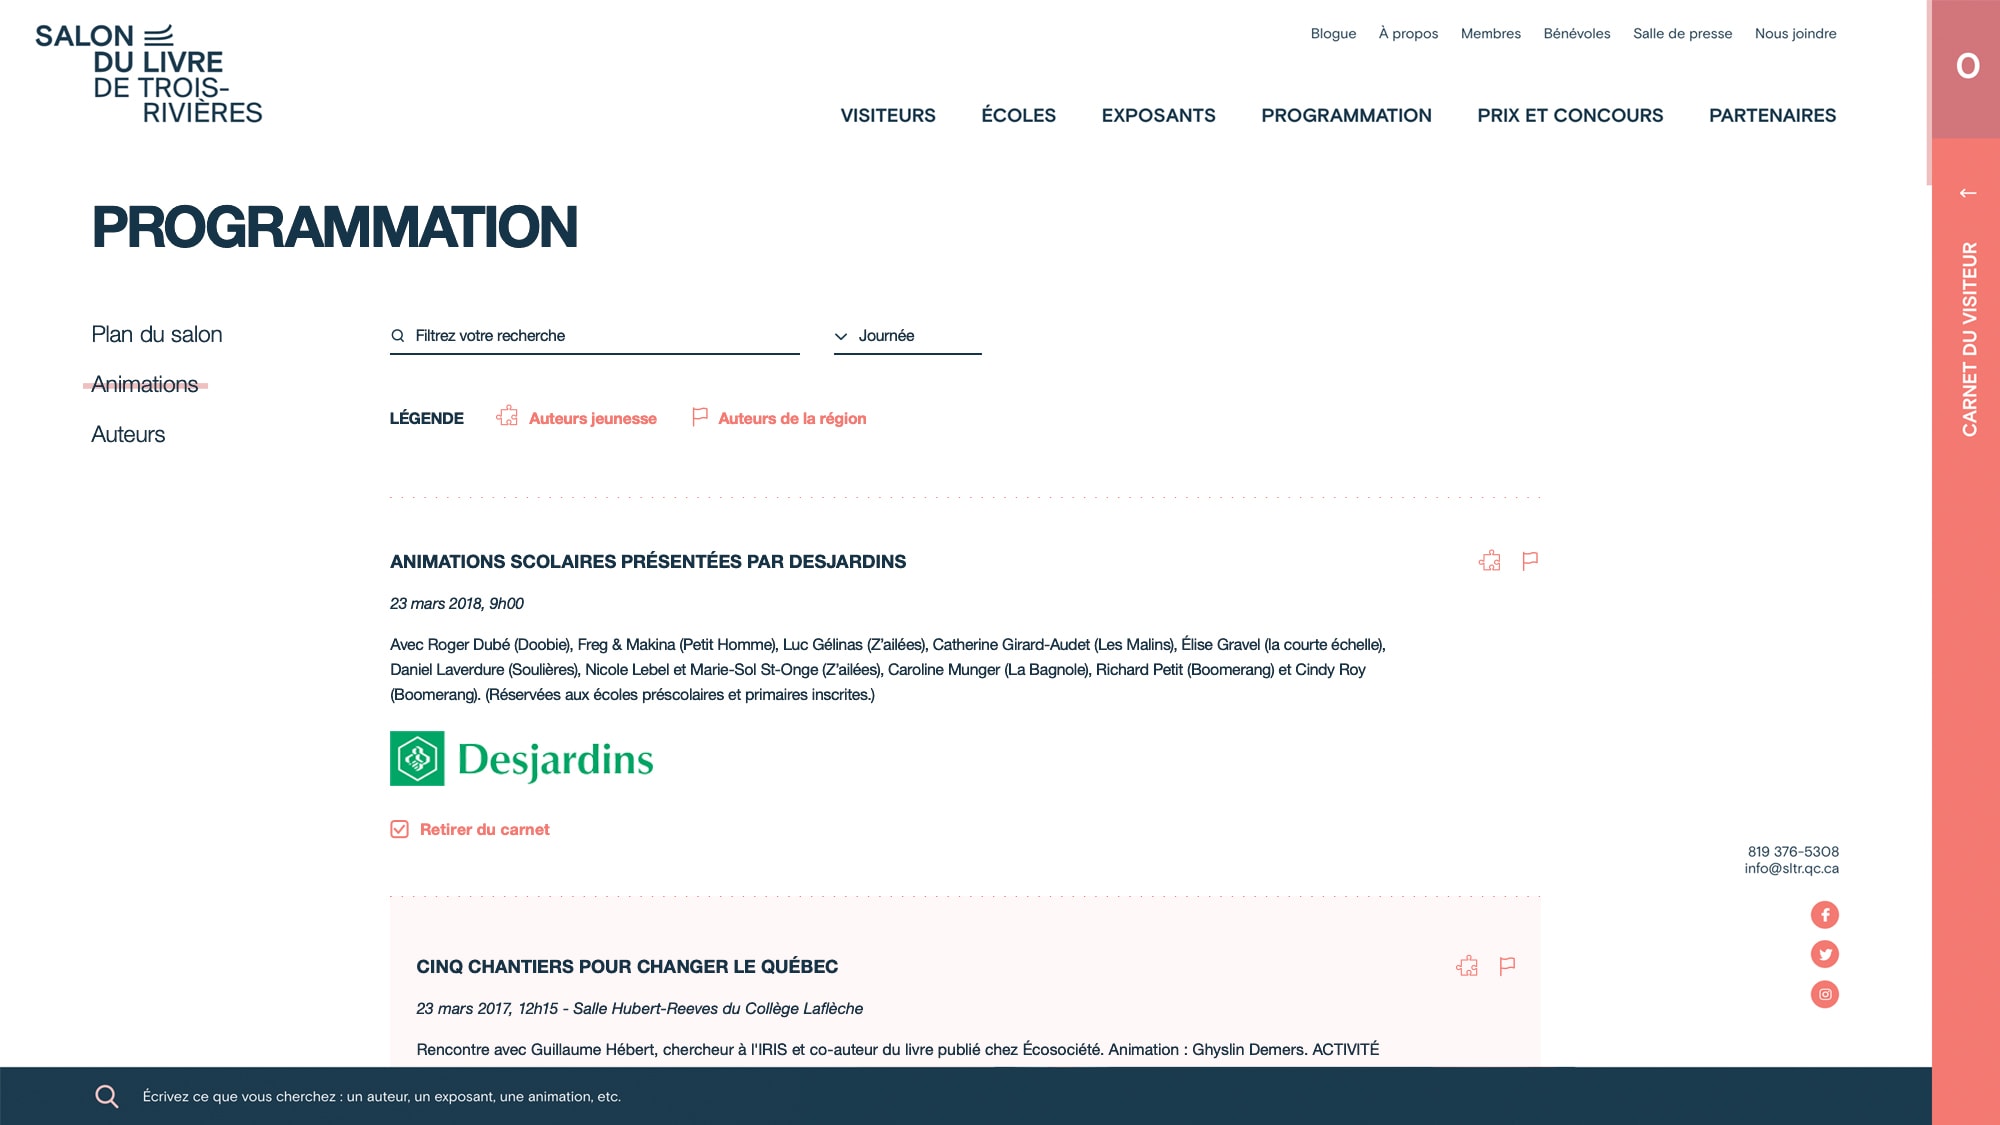 SALON
DU LIVRE
DE TROIS-
RIVIÈRES
Blogue À propos Membres Bénévoles Salle de presse Nous joindre
VISITEURS ÉCOLES EXPOSANTS PROGRAMMATION PRIX ET CONCOURS PARTENAIRES
0
CARNET DU VISITEUR
PROGRAMMATION
Plan du salon
Animations
Auteurs
Filtrez votre recherche Journée
LÉGENDE Auteurs jeunesse Auteurs de la région
ANIMATIONS SCOLAIRES PRÉSENTÉES PAR DESJARDINS
23 mars 2018, 9h00
Avec Roger Dubé (Doobie), Freg & Makina (Petit Homme), Luc Gélinas (Z'ailées), Catherine Girard-Audet (Les Malins), Élise Gravel (la courte échelle),
Daniel Laverdure (Soulières), Nicole Lebel et Marie-Sol St-Onge (Z'ailées), Caroline Munger (La Bagnole), Richard Petit (Boomerang) et Cindy Roy
(Boomerang). (Réservées aux écoles préscolaires et primaires inscrites.)
Desjardins
Retirer du carnet
819 376-5308
info@sltr.qc.ca
CINQ CHANTIERS POUR CHANGER LE QUÉBEC
23 mars 2017, 12h15 - Salle Hubert-Reeves du Collège Laflèche
Rencontre avec Guillaume Hébert, chercheur à l'IRIS et co-auteur du livre publié chez Écosociété. Animation : Ghyslin Demers. ACTIVITÉ
Écrivez ce que vous cherchez : un auteur, un exposant, une animation, etc.